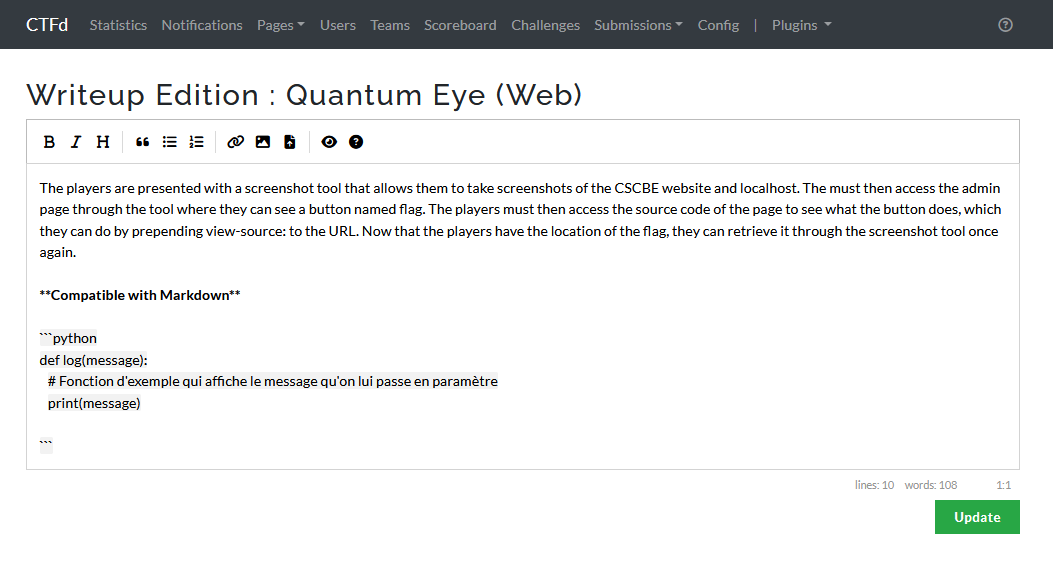 CTFd Statistics Notifications Pages Users Teams Scoreboard Challenges Submissions Config | Plugins
Writeup Edition : Quantum Eye (Web)
The players are presented with a screenshot tool that allows them to take screenshots of the CSCBE website and localhost. The must then access the admin
page through the tool where they can see a button named flag. The players must then access the source code of the page to see what the button does, which
they can do by prepending view-source: to the URL. Now that the players have the location of the flag, they can retrieve it through the screenshot tool once
again.
**Compatible with Markdown**
```python
def log(message):
# Fonction d'exemple qui affiche le message qu'on lui passe en paramètre
print(message)
```
lines: 10 words: 108 1:1
Update